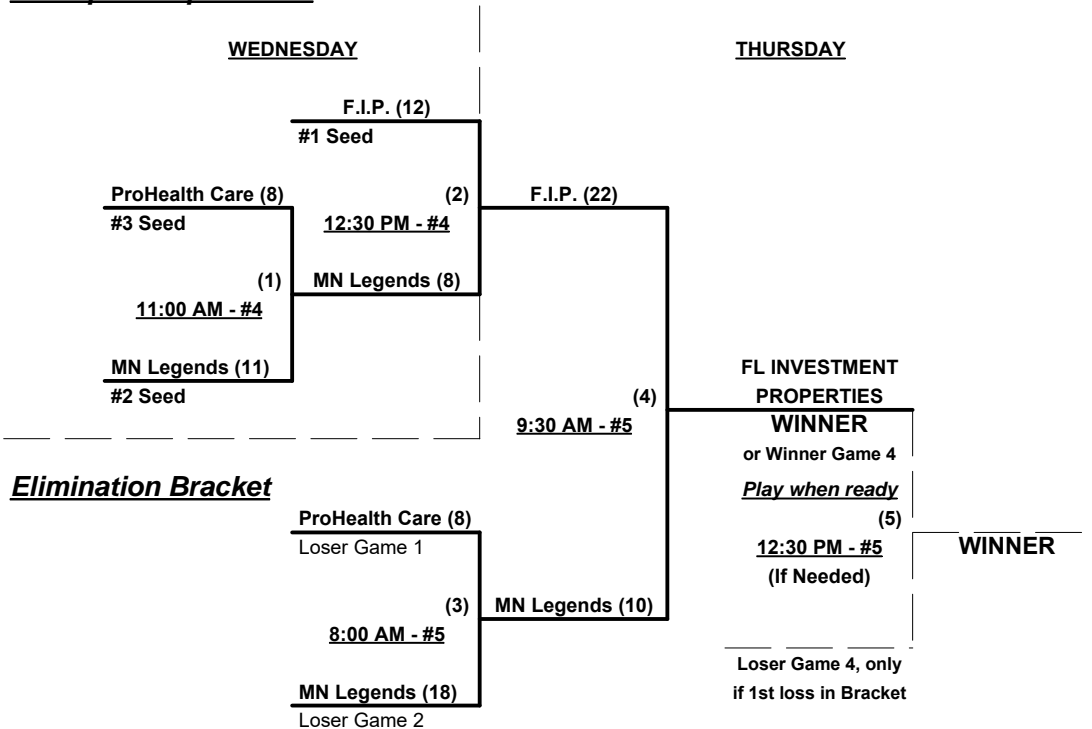 WEDNESDAY
THURSDAY
F.I.P. (12)
#1 Seed
ProHealth Care (8)
(2)
F.I.P. (22)
#3 Seed
12:30 PM - #4
(1)
MN Legends (8)
11:00 AM - #4
MN Legends (11)
#2 Seed
FL INVESTMENT
PROPERTIES
(4)
9:30 AM - #5
WINNER
or Winner Game 4
Elimination Bracket
Play when ready
ProHealth Care (8)
Loser Game 1
(5)
12:30 PM - #5
WINNER
(If Needed)
(3)
MN Legends (10)
8:00 AM - #5
Loser Game 4, only
if 1st loss in Bracket
MN Legends (18)
Loser Game 2